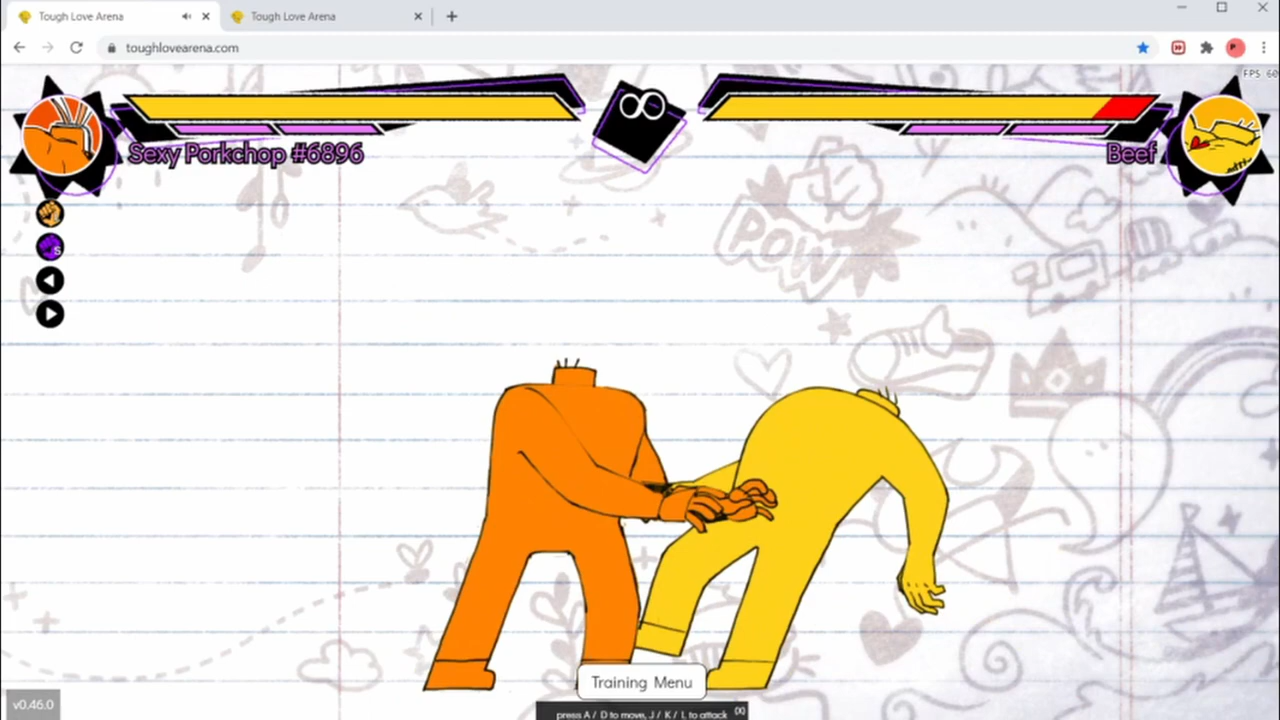 Tough Love Arena
Tough Love Arena
toughlovearena.com
FPS 60
Sexy Porkchop #6896
Beef
S
POW
Training Menu
press A / D to move, J / K / L to attack (X)
v0.46.0